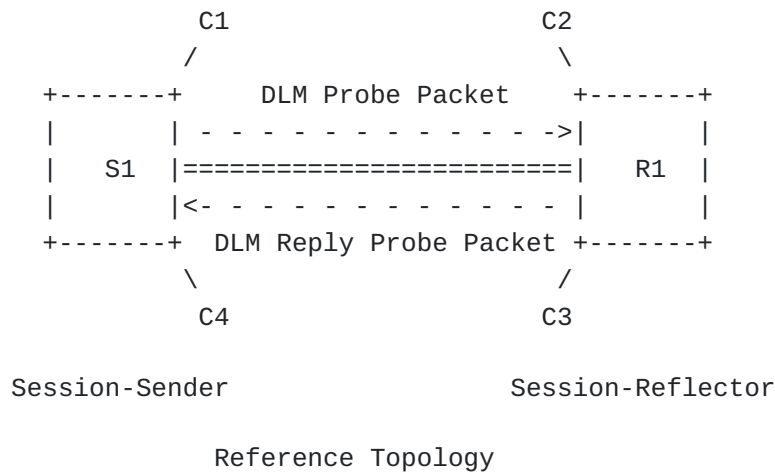 C1 C2
DLM Probe Packet
S1 R1
DLM Reply Probe Packet
C4 C3
Session-Sender Session-Reflector
Reference Topology